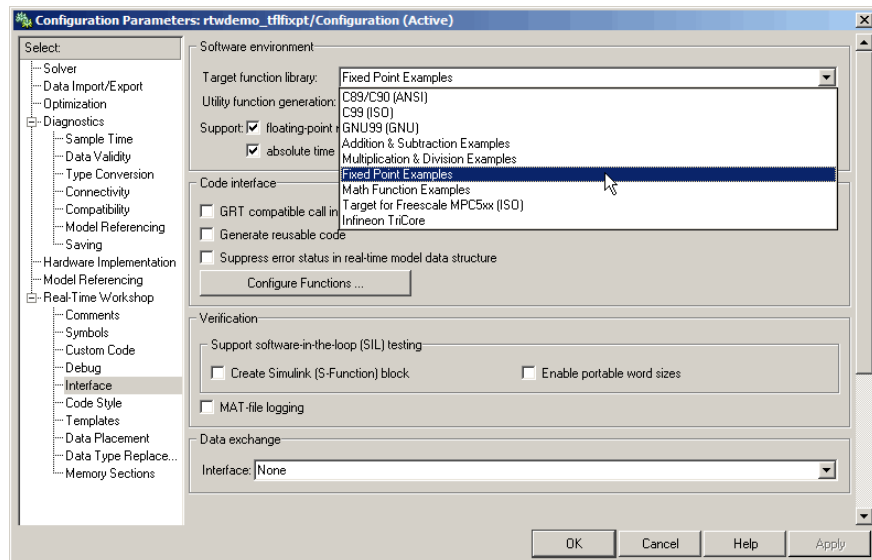 Configuration Parameters: rtwdemo_tflfixpt/Configuration (Active)
Select:
Solver
Data Import/Export
Optimization
Diagnostics
Sample Time
Data Validity
Type Conversion
Connectivity
Compatibility
Model Referencing
Saving
Hardware Implementation
Model Referencing
Real-Time Workshop
Comments
Symbols
Custom Code
Debug
Interface
Code Style
Templates
Data Placement
Data Type Replace...
Memory Sections
Software environment
Target function library: Fixed Point Examples
Utility function generation:
Support: floating-point
absolute time
C89/C90 (ANSI)
C99 (ISO)
GNU99 (GNU)
Addition & Subtraction Examples
Multiplication & Division Examples
Fixed Point Examples
Math Function Examples
Target for Freescale MPC5xx (ISO)
Infineon TriCore
Code interface
GRT compatible call in
Generate reusable code
Suppress error status in real-time model data structure
Configure Functions ...
Verification
Support software-in-the-loop (SIL) testing
Create Simulink (S-Function) block
Enable portable word sizes
MAT-file logging
Data exchange
Interface: None
OK
Cancel
Help
Apply